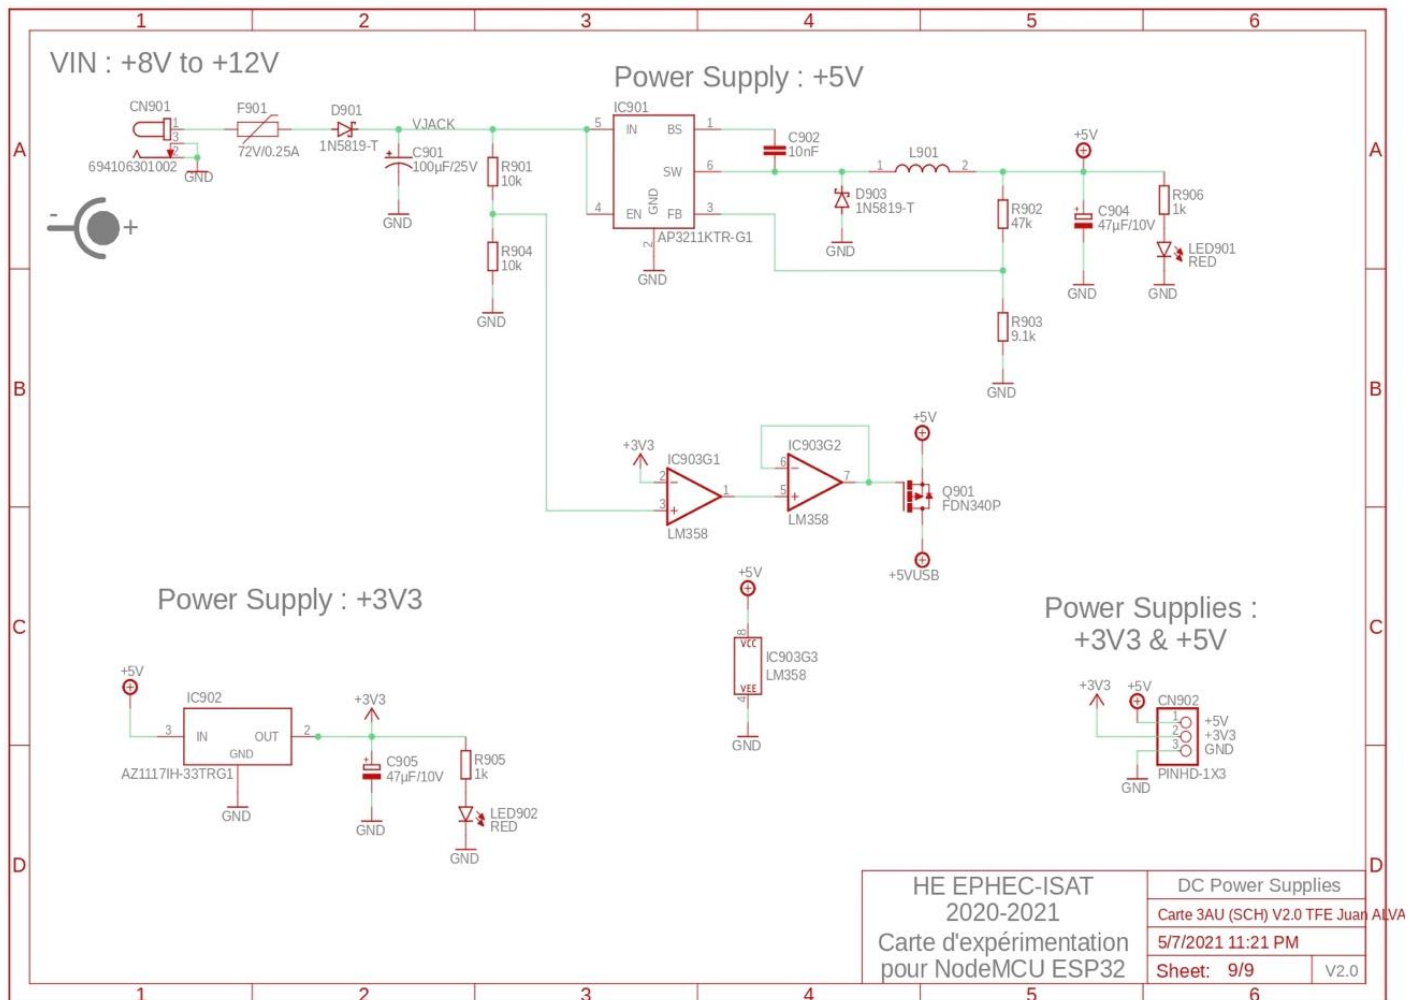 1 2 3 4 5 6
VIN : +8V to +12V
Power Supply : +5V
CN901
F901
D901
VJACK
IC901
1
3
2
72V/0.25A
1N5819-T
694106301002
GND
C901
100µF/25V
GND
R901
10k
R904
10k
GND
5 IN BS 1
SW 6
4 EN GND FB 3
2
AP3211KTR-G1
GND
C902
10nF
1 L901 2
D903
1N5819-T
GND
+5V
R902
47k
C904
47µF/10V
GND
R906
1k
LED901
RED
GND
R903
9.1k
GND
- +
A A
B B
C C
D D
+3V3
IC903G1
2
3
1
LM358
IC903G2
6
5
7
LM358
+5V
Q901
FDN340P
+5VUSB
+5V
8
VCC
IC903G3
LM358
VEE
4
GND
Power Supply : +3V3
+5V
IC902
3 IN OUT 2
GND
AZ1117IH-33TRG1
GND
+3V3
C905
47µF/10V
GND
R905
1k
LED902
RED
GND
Power Supplies :
+3V3 & +5V
+3V3
+5V
CN902
1 +5V
2 +3V3
3 GND
PINHD-1X3
GND
HE EPHEC-ISAT
2020-2021
Carte d'expérimentation
pour NodeMCU ESP32
DC Power Supplies
Carte 3AU (SCH) V2.0 TFE Juan ALVA
5/7/2021 11:21 PM
Sheet: 9/9
V2.0
1 2 3 4 5 6